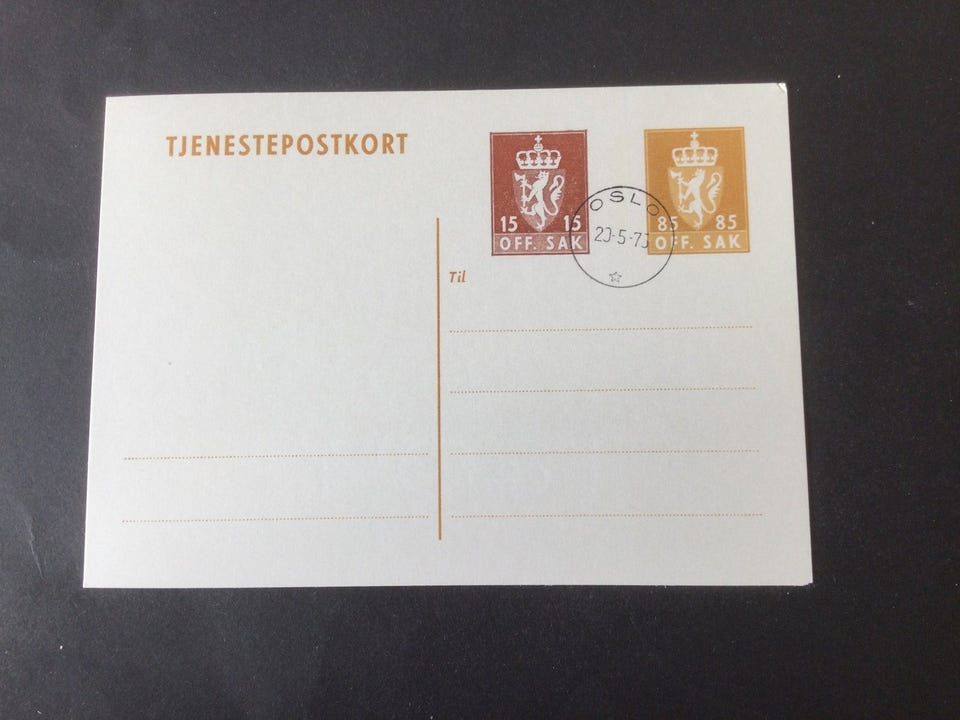 TJENESTEPOSTKORT
15 15
OFF. SAK
85 85
OFF. SAK
OSLO
Til